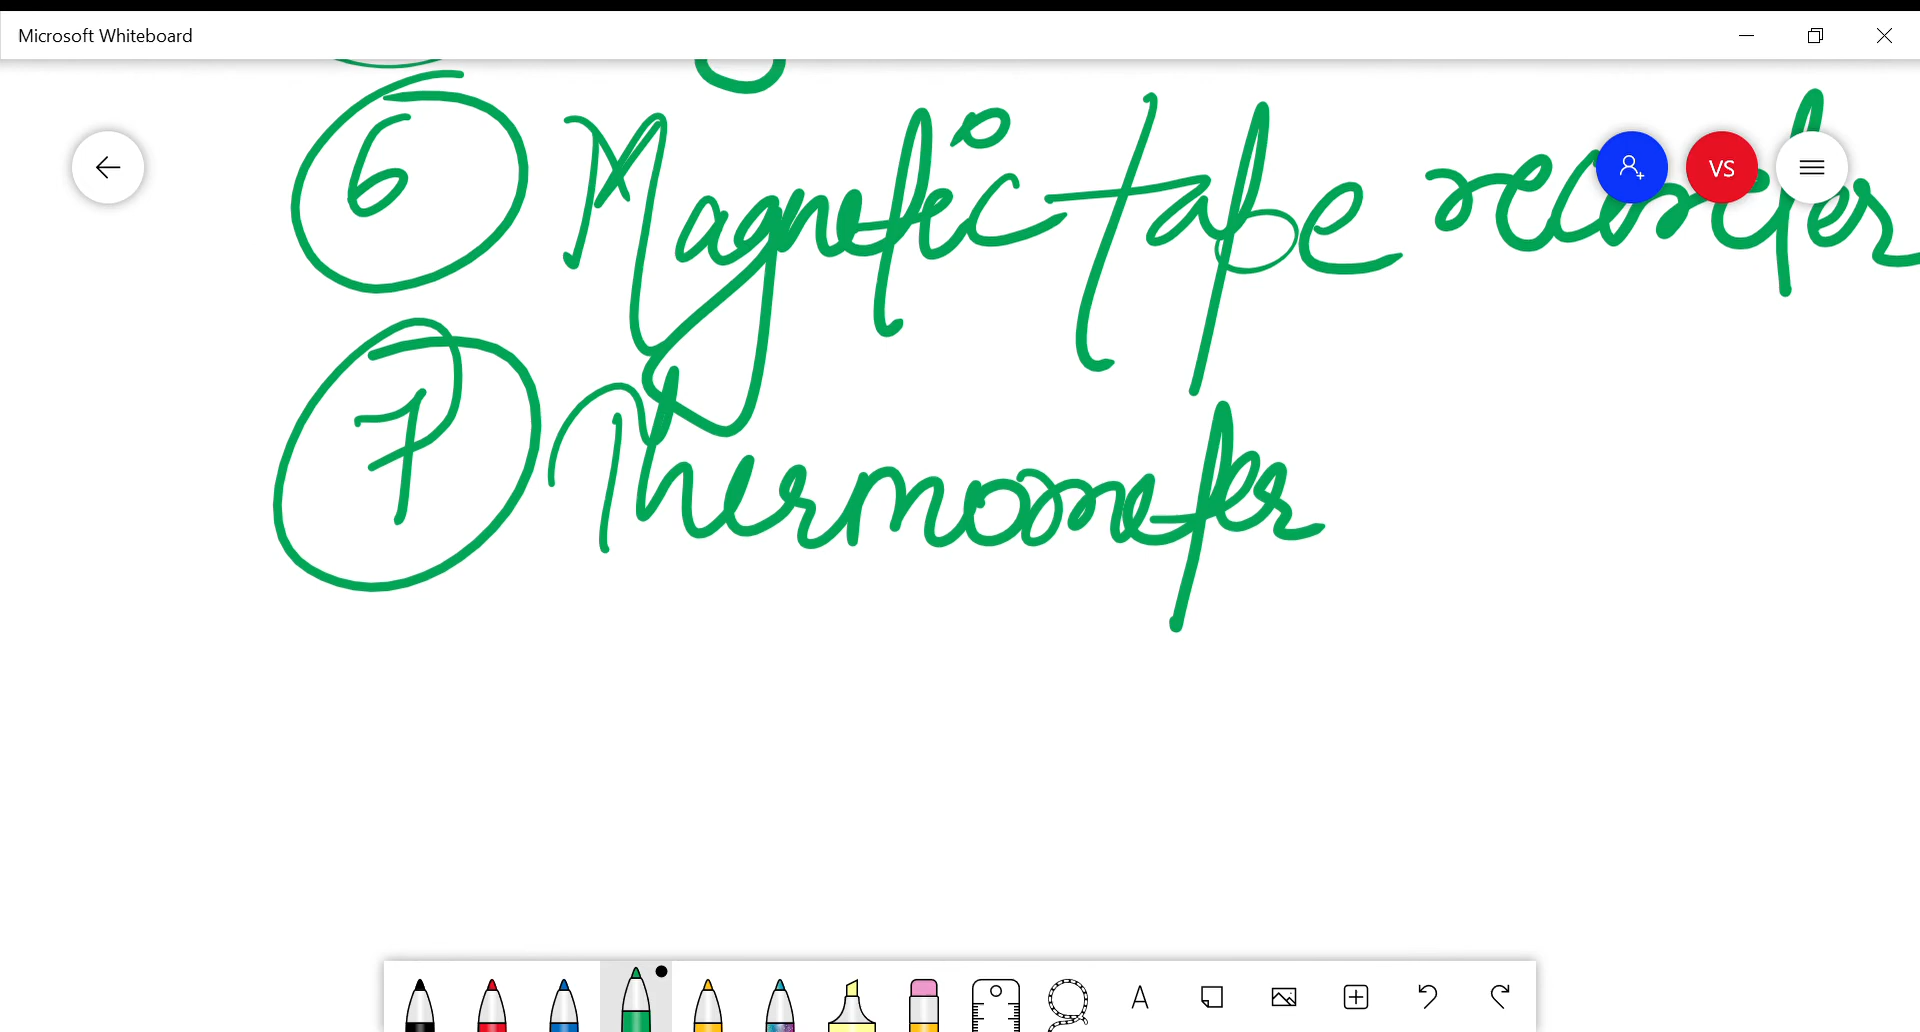 Microsoft Whiteboard
6 Magnetic tape recorder
VS
7 Thermometer
A